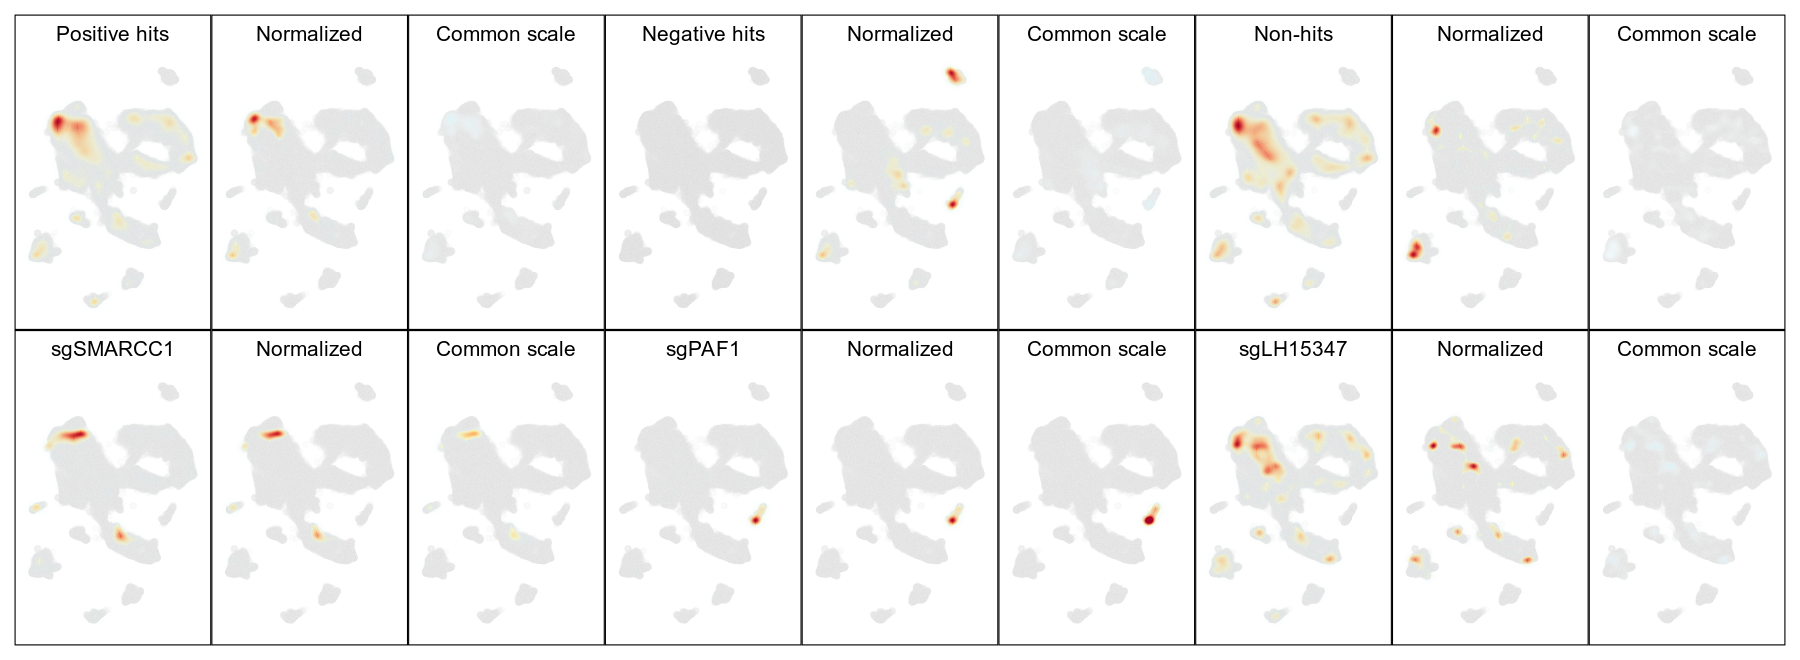 Positive hits
Normalized
Common scale
Negative hits
Normalized
Common scale
Non-hits
Normalized
Common scale
sgSMARCC1
Normalized
Common scale
sgPAF1
Normalized
Common scale
sgLH15347
Normalized
Common scale